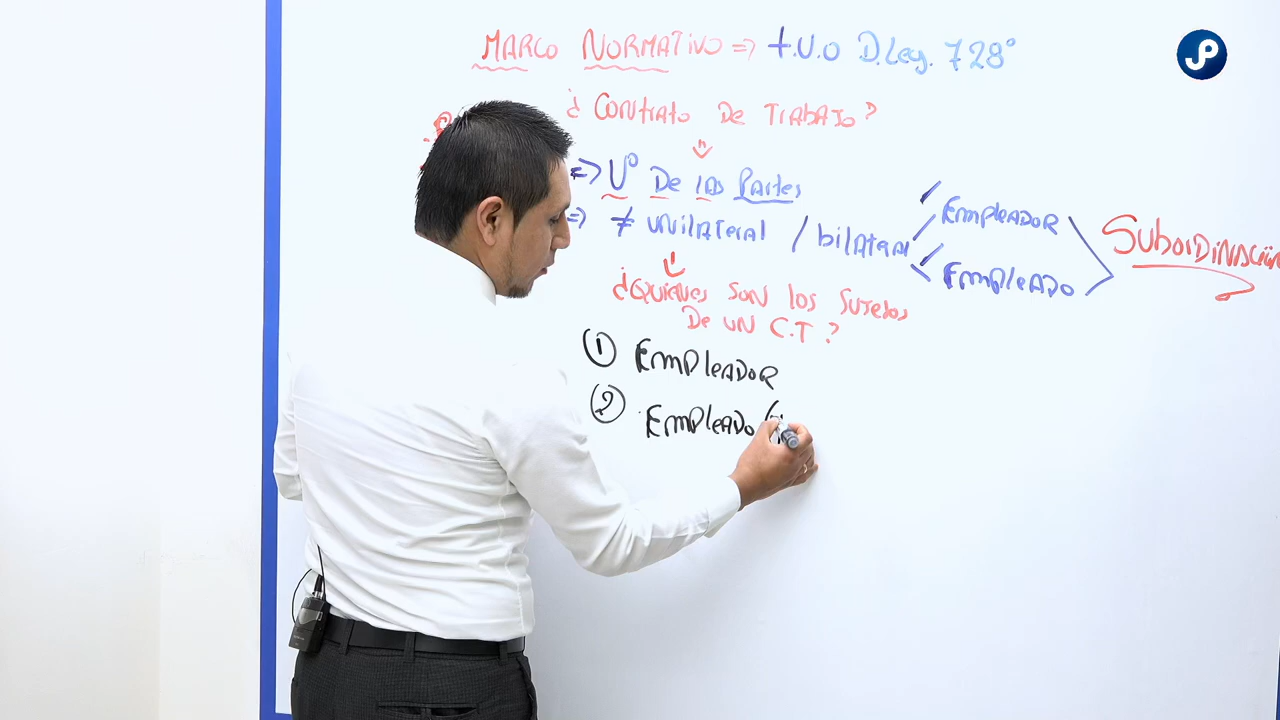 MARCO NORMATIVO => T.U.O D.Leg. 728°
¿ CONTRATO DE TRABAJO?
=> V° De las Partes
=> ≠ unilateral / bilateral
EMPLEADOR
EMPLEADO
SUBORDINACIÓN
¿QUIENES SON los SUJETOS
DE UN C.T ?
① EMPLEADOR
② EMPLEADO (
JP